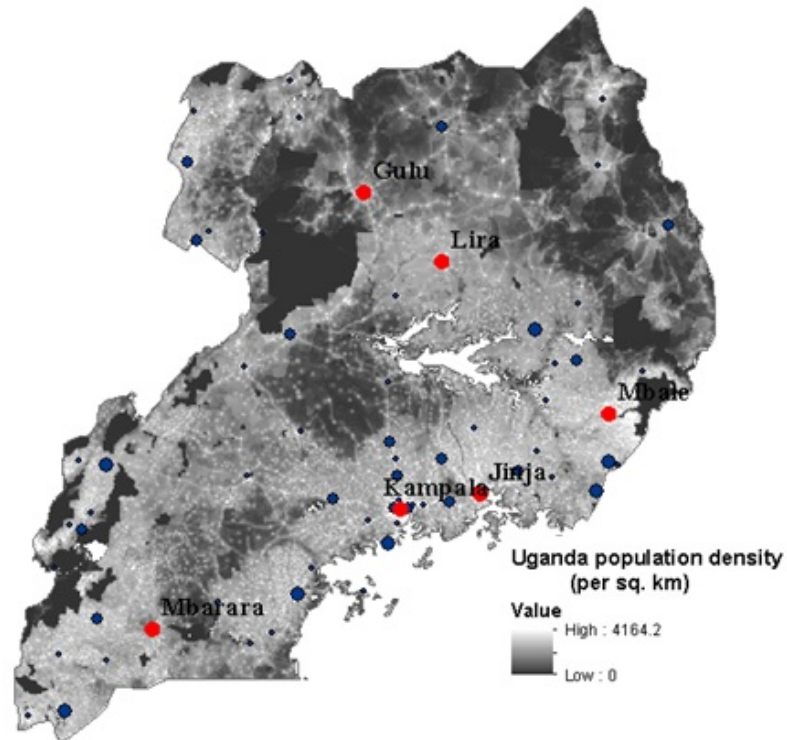 Gulu
Lira
Mbale
Jinja
Kampala
Mbarara
Uganda population density
(per sq. km)
Value
High : 4164.2
Low : 0